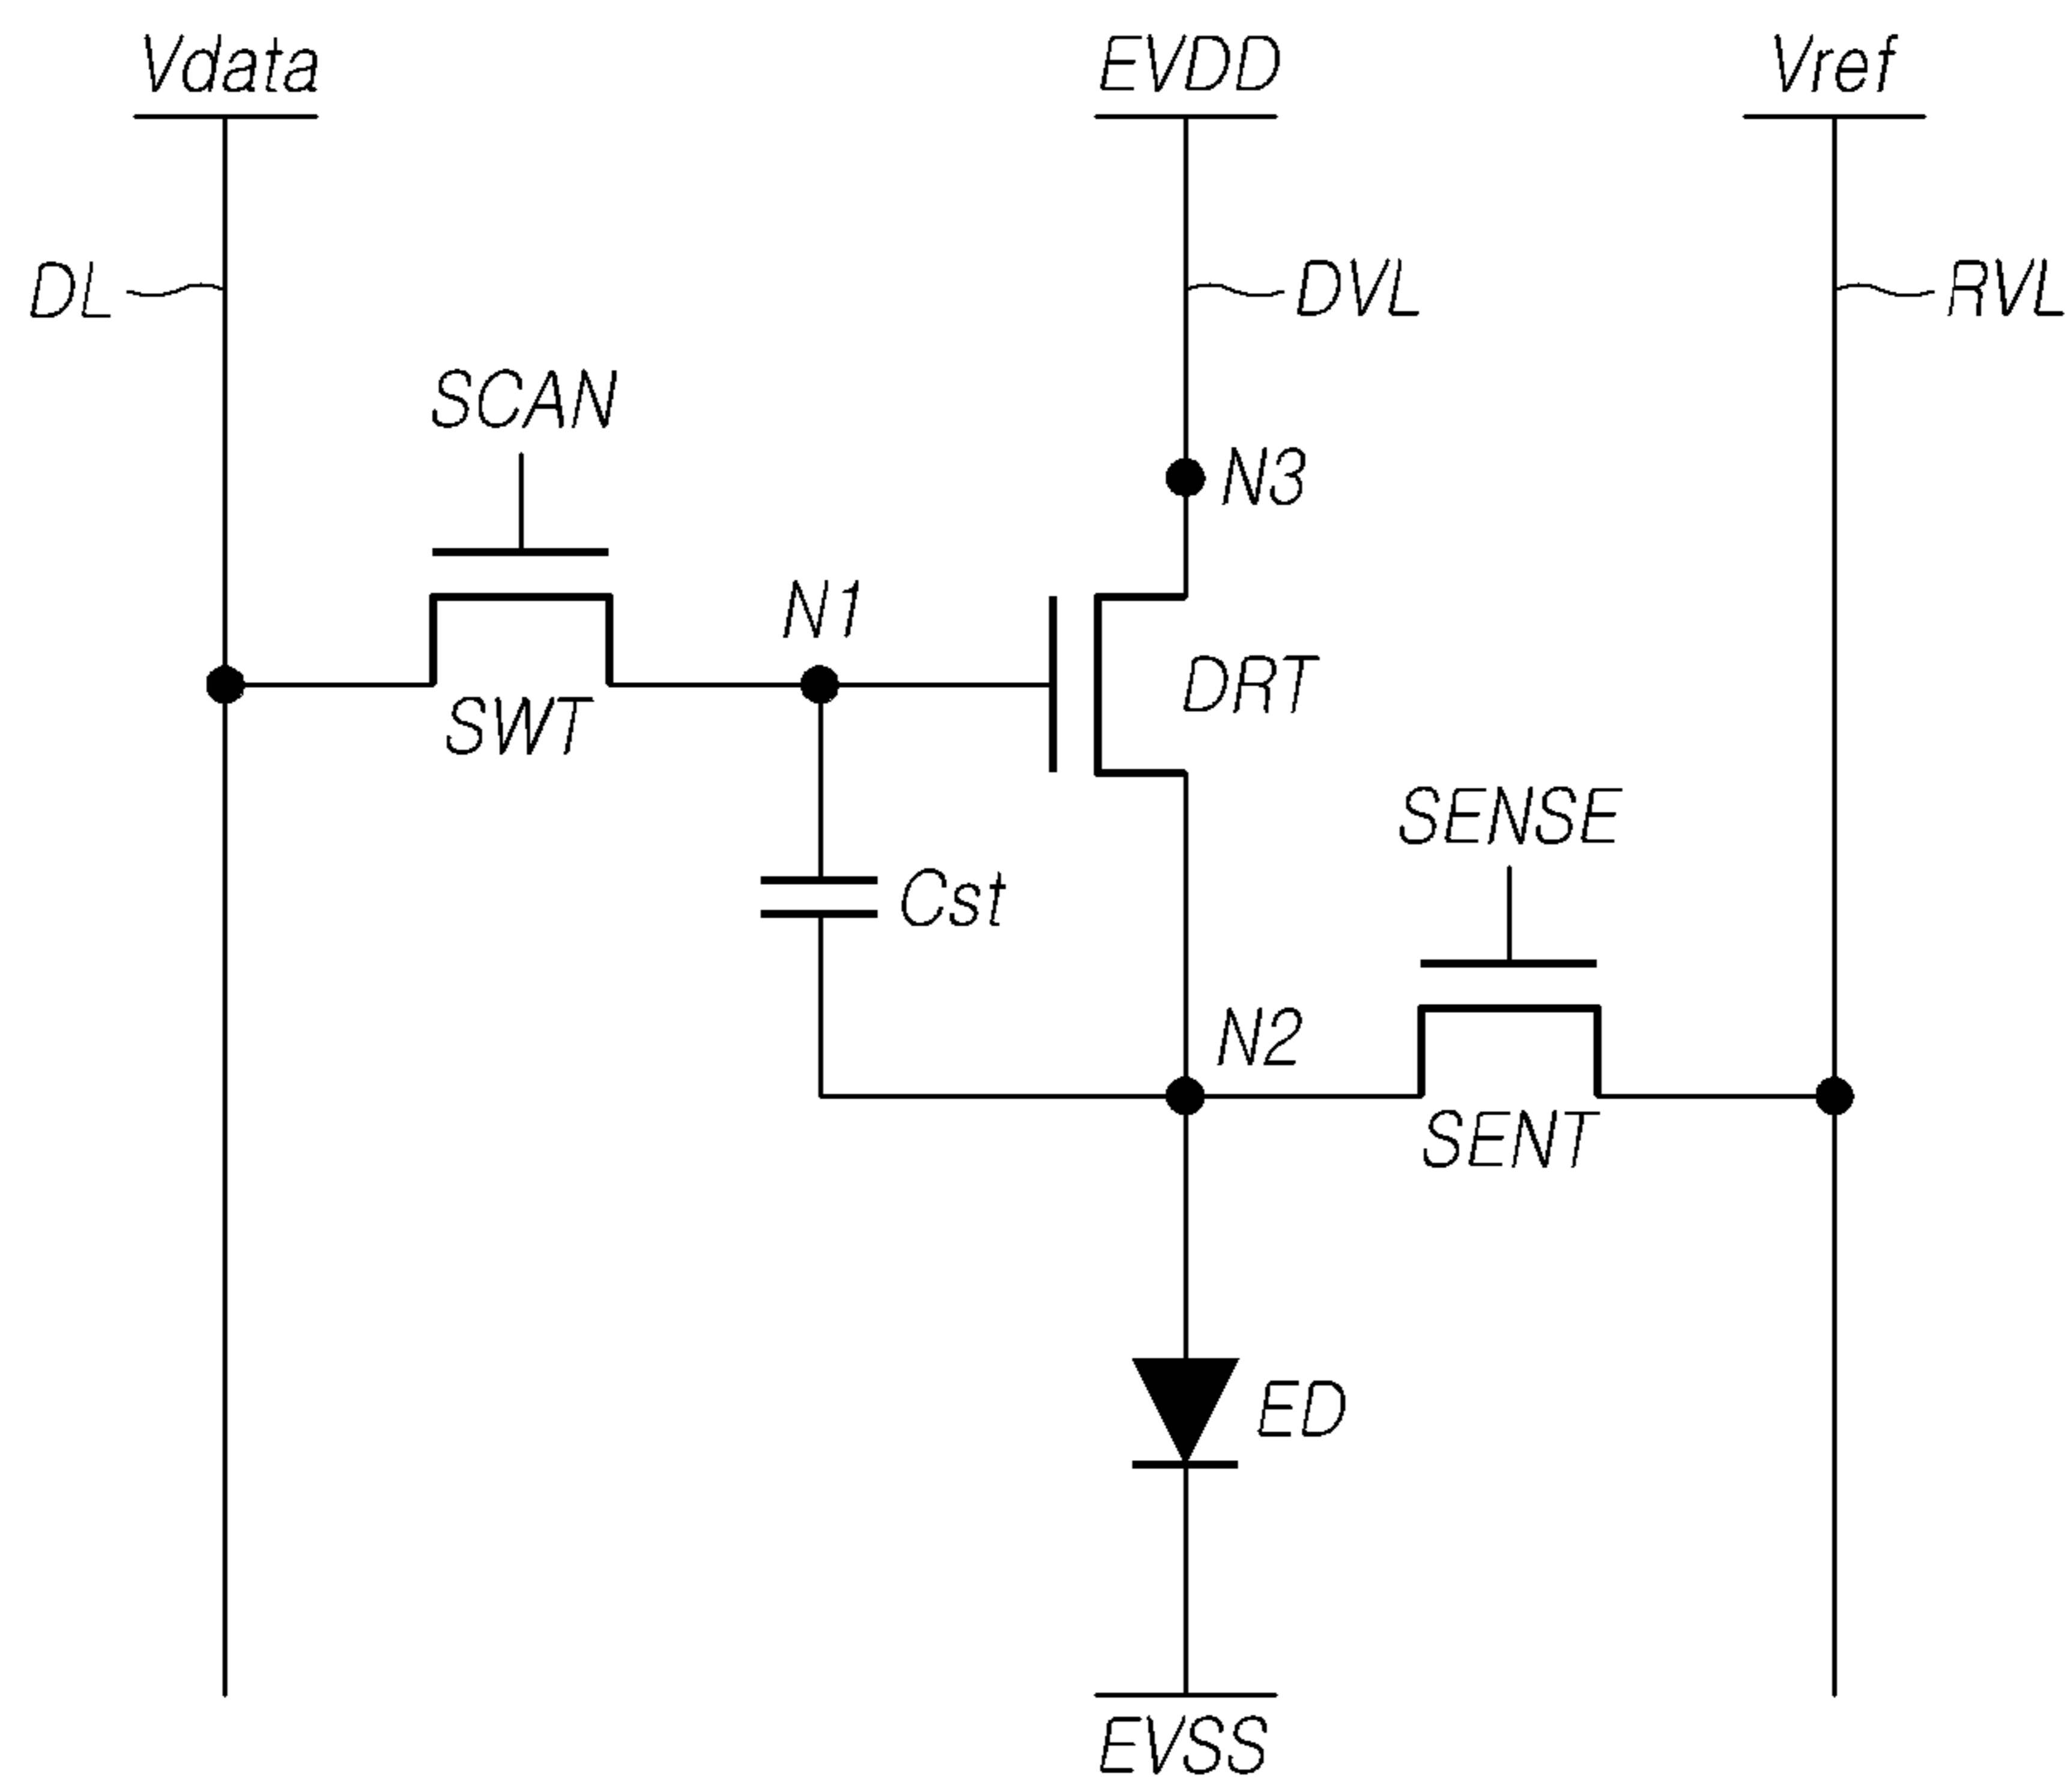 Vdata
EVDD
Vref
DL
DVL
RVL
SCAN
N3
N1
SWT
DRT
SENSE
Cst
N2
SENT
ED
EVSS